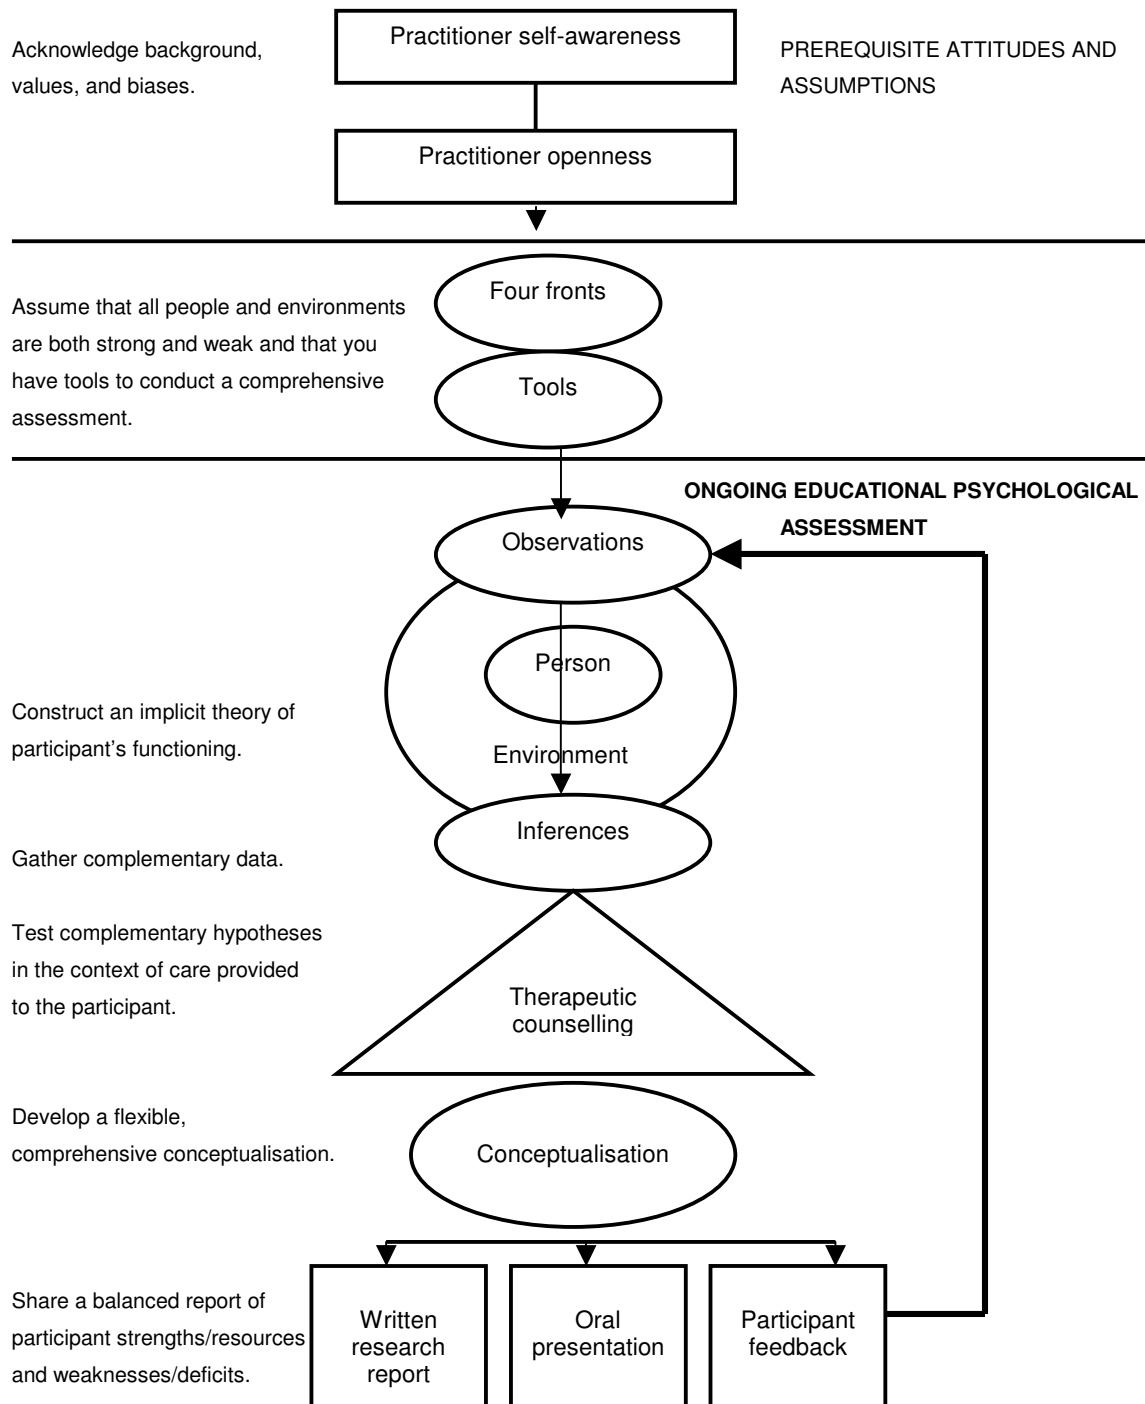 Practitioner self-awareness
Acknowledge background,
values, and biases.
PREREQUISITE ATTITUDES AND
ASSUMPTIONS
Practitioner openness
Four fronts
Assume that all people and environments
are both strong and weak and that you
have tools to conduct a comprehensive
assessment.
Tools
ONGOING EDUCATIONAL PSYCHOLOGICAL
ASSESSMENT
Observations
Person
Construct an implicit theory of
participant’s functioning.
Environment
Inferences
Gather complementary data.
Test complementary hypotheses
in the context of care provided
to the participant.
Therapeutic
counselling
Develop a flexible,
comprehensive conceptualisation.
Conceptualisation
Share a balanced report of
participant strengths/resources
and weaknesses/deficits.
Written
research
report
Oral
presentation
Participant
feedback